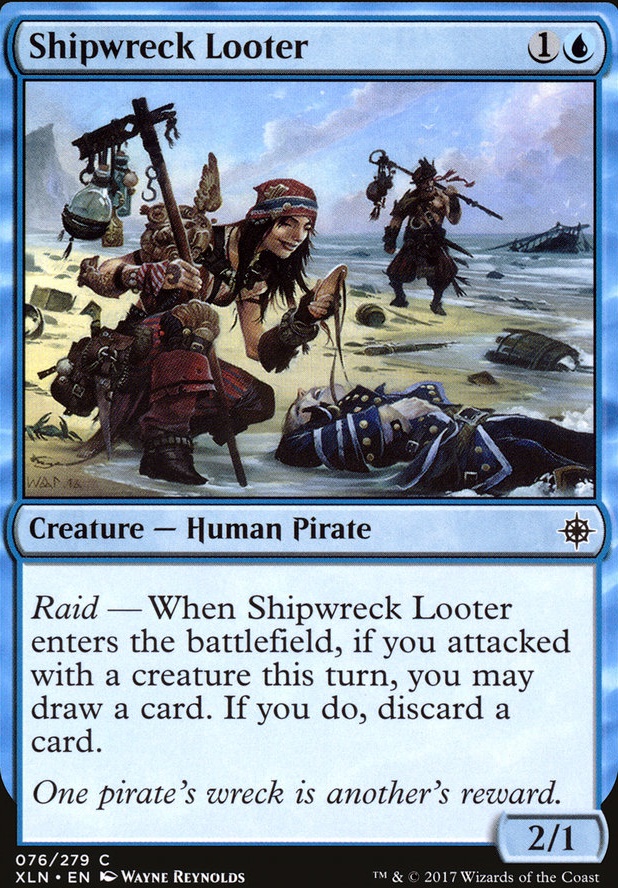 Shipwreck Looter 1
Creature — Human Pirate
Raid — When Shipwreck Looter
enters the battlefield, if you attacked
with a creature this turn, you may
draw a card. If you do, discard a
card.
One pirate's wreck is another's reward.
2/1
076/279 C
XLN • EN Wayne Reynolds
™ & © 2017 Wizards of the Coast